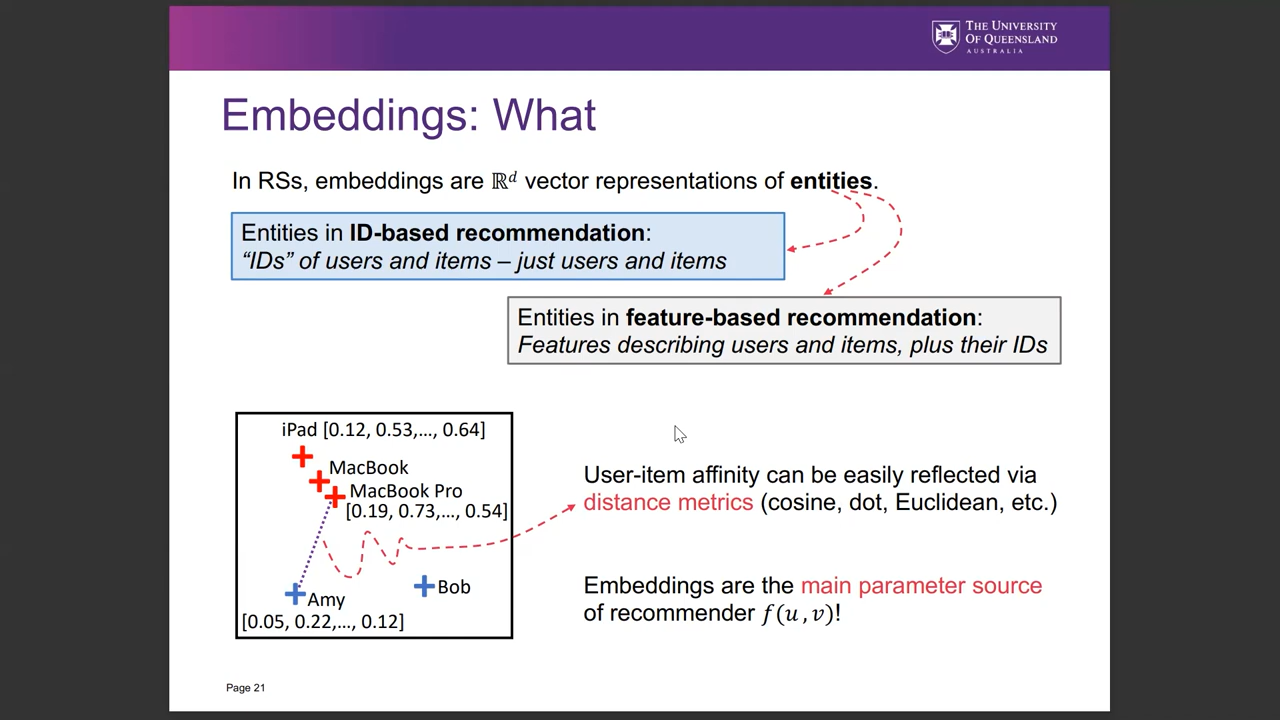 THE UNIVERSITY
OF QUEENSLAND
AUSTRALIA
Embeddings: What
In RSs, embeddings are ℝ^d vector representations of entities.
Entities in ID-based recommendation:
“IDs” of users and items – just users and items
Entities in feature-based recommendation:
Features describing users and items, plus their IDs
iPad [0.12, 0.53,..., 0.64]
MacBook
MacBook Pro
[0.19, 0.73,..., 0.54]
Amy
[0.05, 0.22,..., 0.12]
Bob
User-item affinity can be easily reflected via
distance metrics (cosine, dot, Euclidean, etc.)
Embeddings are the main parameter source
of recommender f(u,v)!
Page 21